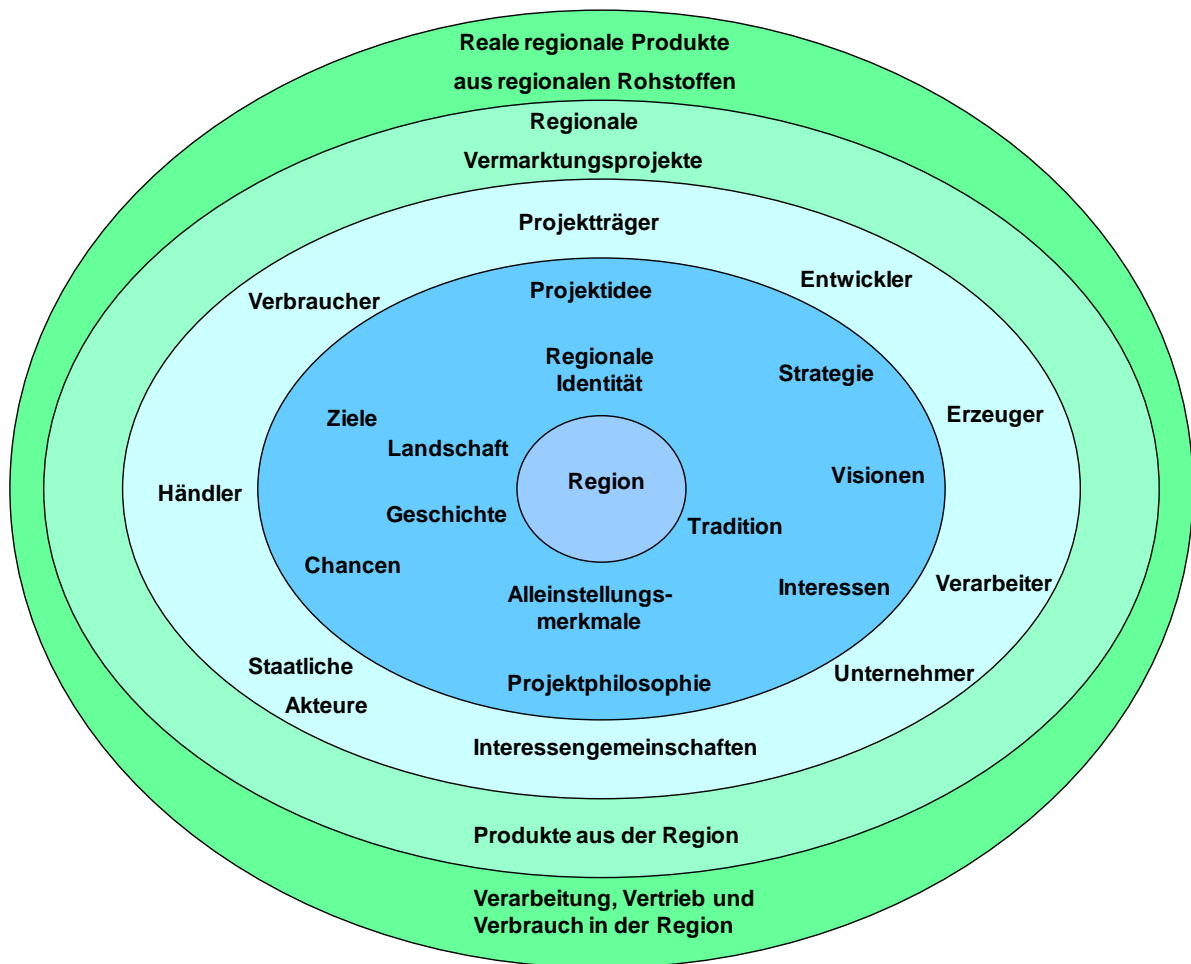 Reale regionale Produkte
aus regionalen Rohstoffen
Regionale
Vermarktungsprojekte
Projektträger
Entwickler
Verbraucher
Projektidee
Regionale
Identität
Strategie
Ziele
Erzeuger
Landschaft
Visionen
Region
Händler
Geschichte
Tradition
Chancen
Verarbeiter
Interessen
Alleinstellungs-
merkmale
Staatliche
Akteure
Unternehmer
Projektphilosophie
Interessengemeinschaften
Produkte aus der Region
Verarbeitung, Vertrieb und
Verbrauch in der Region